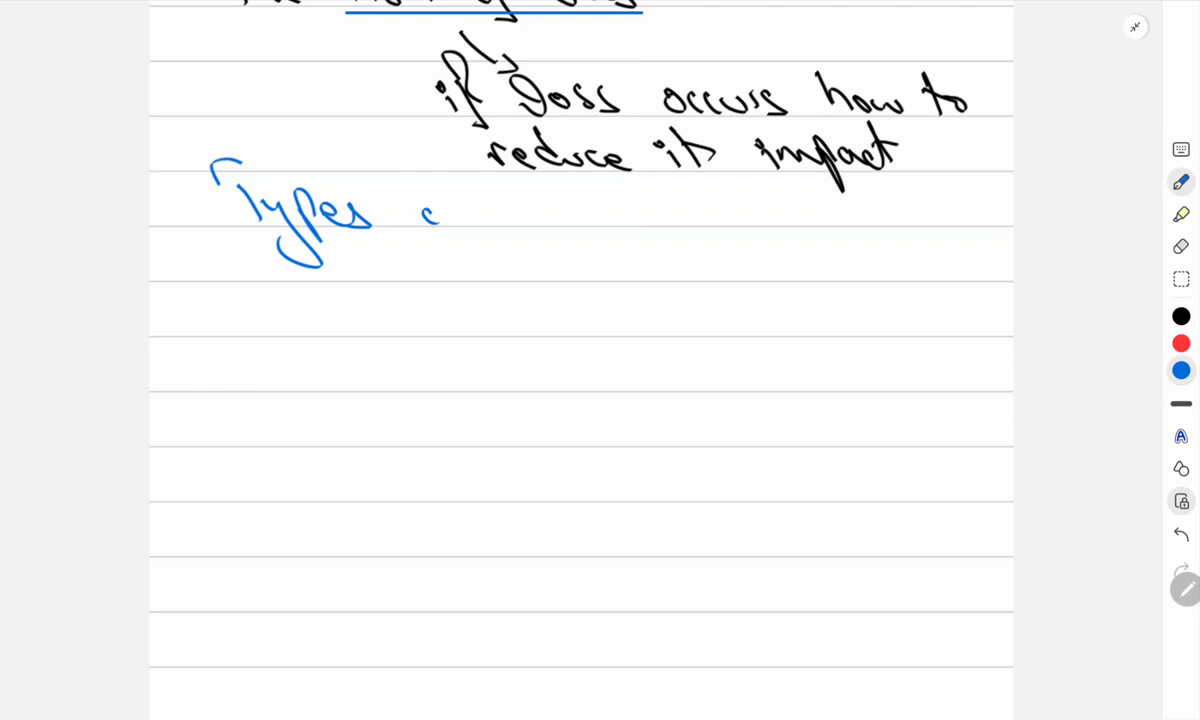 if loss occurs how to
reduce its impact
Types